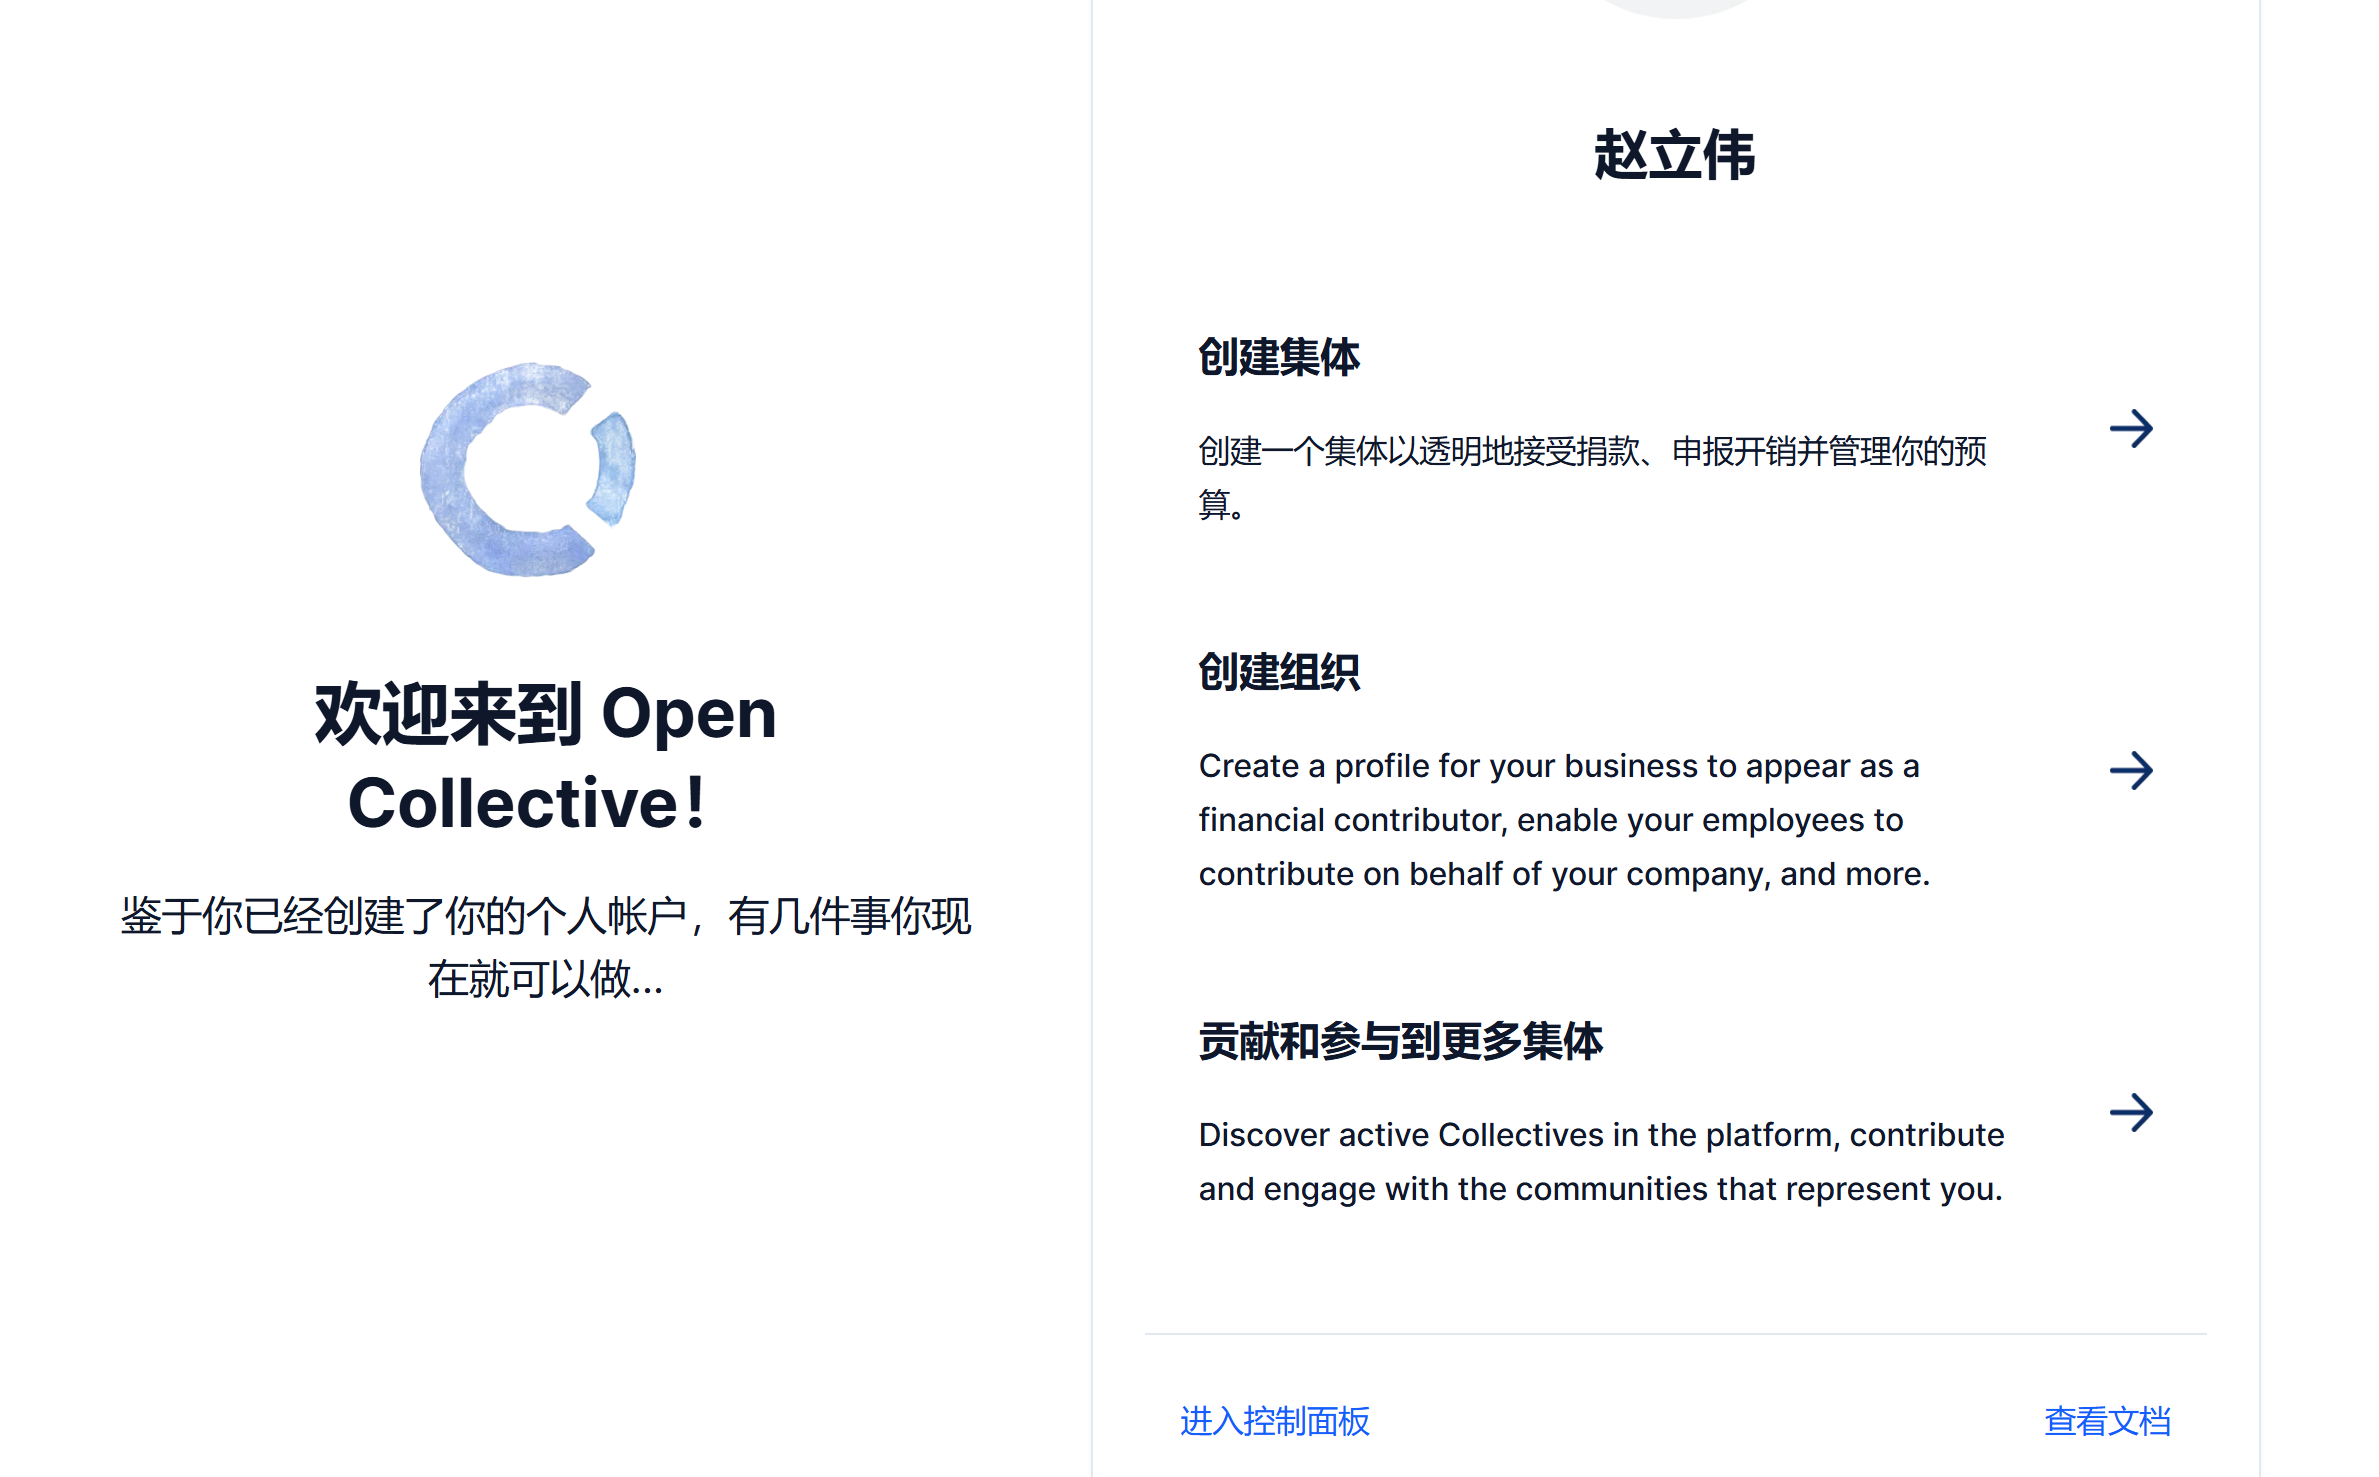 欢迎来到 Open
Collective！
鉴于你已经创建了你的个人帐户，有几件事你现
在就可以做...
赵立伟
创建集体
创建一个集体以透明地接受捐款、申报开销并管理你的预
算。
创建组织
Create a profile for your business to appear as a
financial contributor, enable your employees to
contribute on behalf of your company, and more.
贡献和参与到更多集体
Discover active Collectives in the platform, contribute
and engage with the communities that represent you.
进入控制面板
查看文档